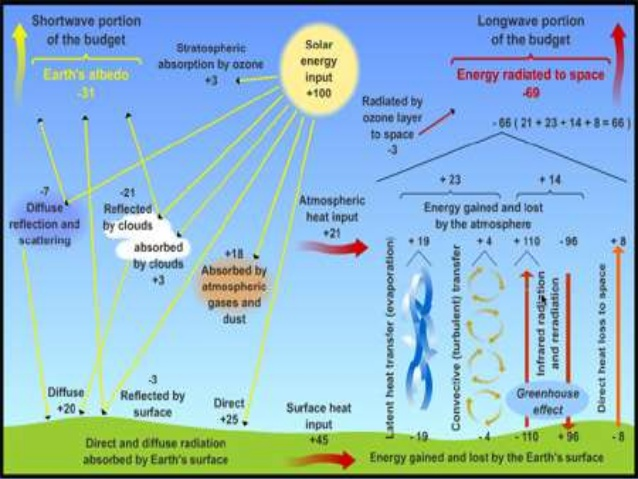 Shortwave portion
of the budget
Earth's albedo
-31
Stratospheric
absorption by ozone
+3
Solar
energy
input
+100
Longwave portion
of the budget
Energy radiated to space
-69
Radiated by
ozone layer
to space
-3
- 66 ( 21 + 23 + 14 + 8 = 66 )
-7
Diffuse
reflection and
scattering
-21
Reflected
by clouds
absorbed
by clouds
+3
+18
Absorbed by
atmospheric
gases and
dust
Atmospheric
heat input
+21
+ 23
+ 14
Energy gained and lost
by the atmosphere
+ 19
+ 4
+ 110
- 96
+ 8
Latent heat transfer (evaporation)
Convective (turbulent) transfer
Infrared radiation
and reradiation
Direct heat loss to space
Greenhouse
effect
Diffuse
+20
-3
Reflected by
surface
Direct
+25
Surface heat
input
+45
- 19
- 4
- 110
+ 96
- 8
Direct and diffuse radiation
absorbed by Earth's surface
Energy gained and lost by the Earth's surface